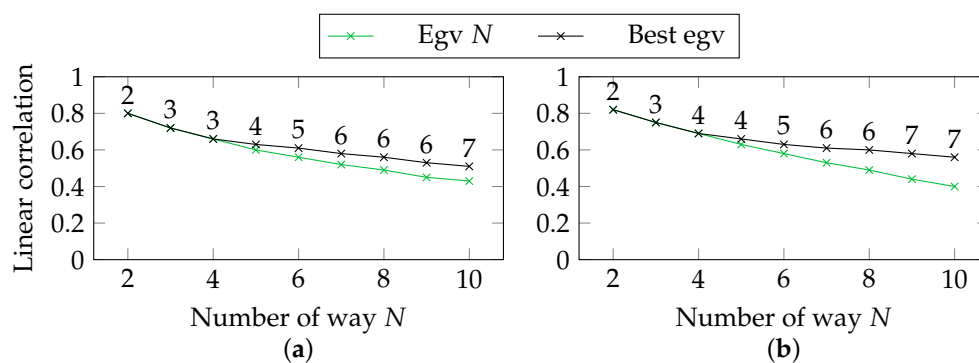 Egv N Best egv
Linear correlation
1
0.8
0.6
0.4
0.2
0
2 3 3 4 5 6 6 6 7
2 4 6 8 10
Number of way N
(a)
1
0.8
0.6
0.4
0.2
0
2 3 4 4 5 6 6 7 7
2 4 6 8 10
Number of way N
(b)